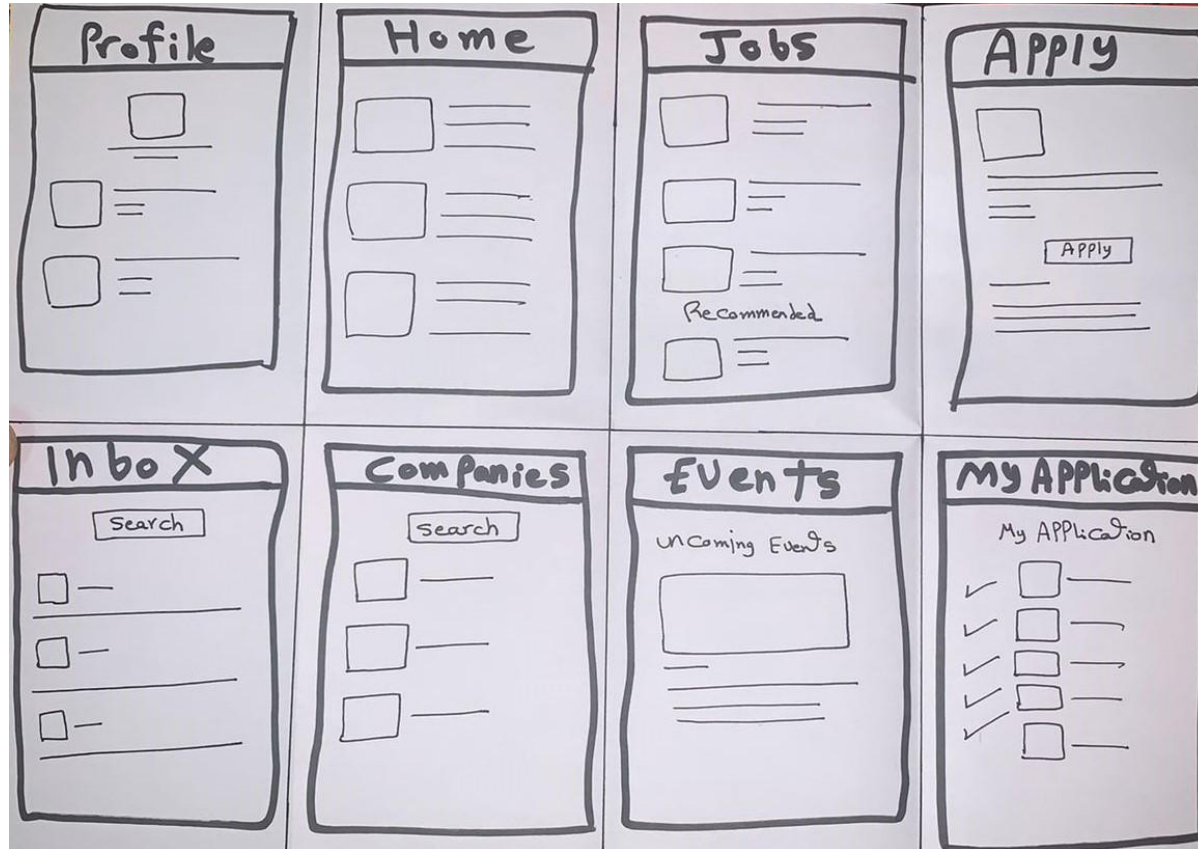 Profile
Home
Jobs
Recommended
Apply
Apply
Inbox
Search
Companies
Search
Events
uncoming Events
My Application
My Application